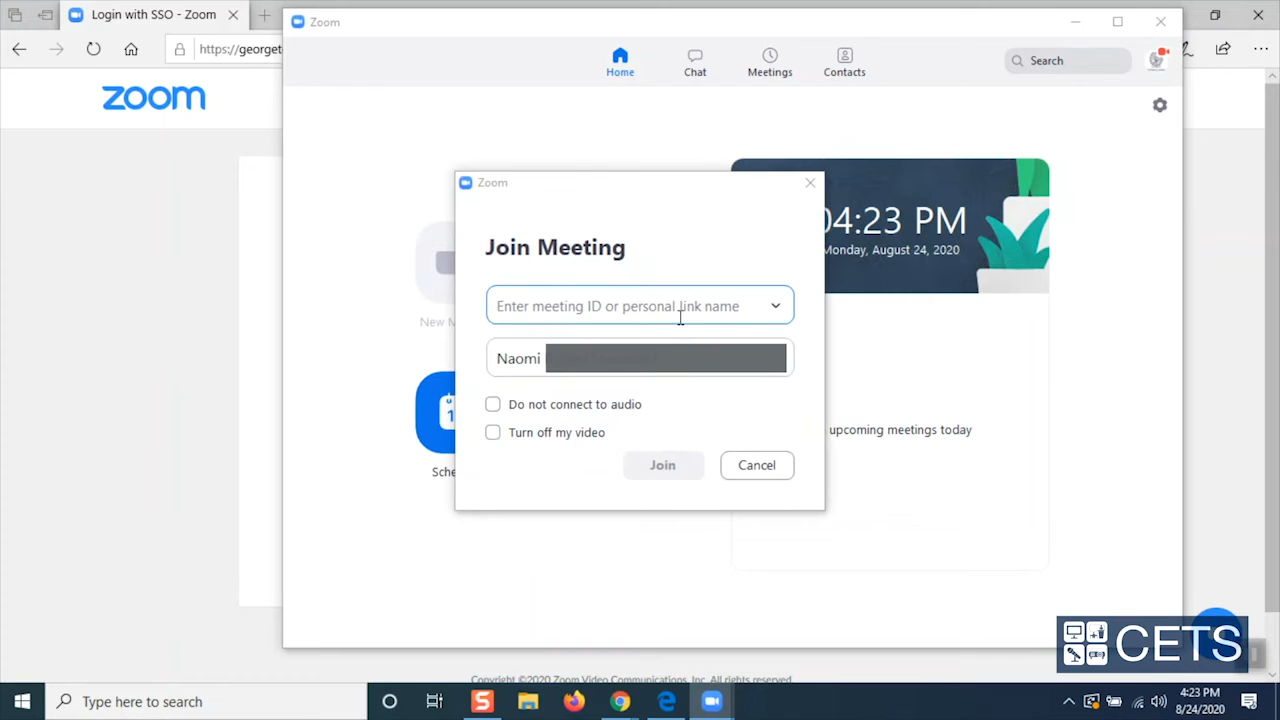 Login with SSO - Zoom
https://georget
zoom
Zoom
Home
Chat
Meetings
Contacts
Search
04:23 PM
Monday, August 24, 2020
New M
Sche
upcoming meetings today
Zoom
Join Meeting
Enter meeting ID or personal link name
Naomi
Do not connect to audio
Turn off my video
Join
Cancel
CETS
Copyright ©2020 Zoom Video Communications, Inc. All rights reserved.
Type here to search
4:23 PM
8/24/2020